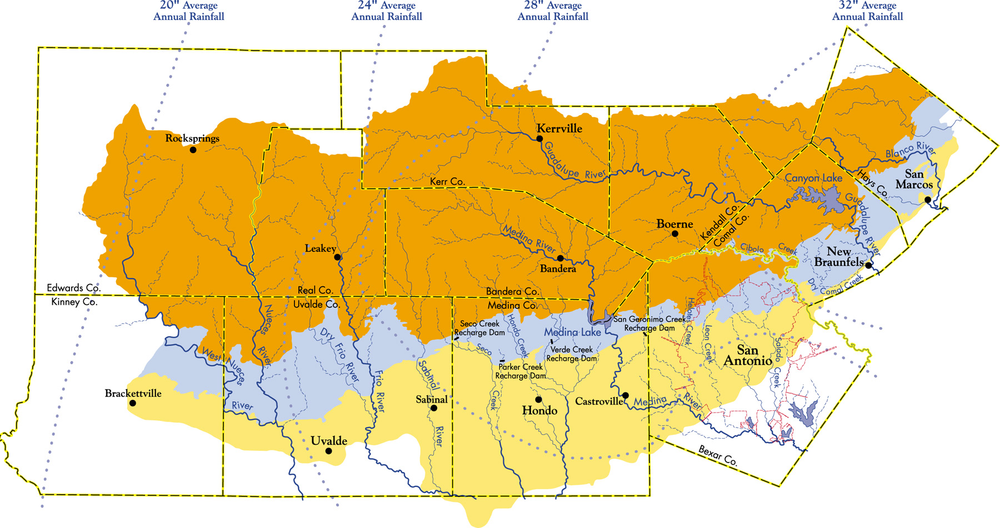 20" Average
Annual Rainfall
24" Average
Annual Rainfall
28" Average
Annual Rainfall
32" Average
Annual Rainfall
Rocksprings
Kerrville
Guadalupe River
Kerr Co.
Canyon Lake
Blanco River
San
Marcos
Hays Co.
Guadalupe River
Kendall Co.
Comal Co.
Boerne
Leakey
Medina River
Bandera
Cibolo Creek
New
Braunfels
Dry Comal Creek
Edwards Co.
Kinney Co.
Real Co.
Uvalde Co.
Bandera Co.
Medina Co.
Nueces River
Dry Frio River
Seco Creek
Recharge Dam
Hondo Creek
Medina Lake
San Geronimo Creek
Recharge Dam
Helotes Creek
Leon Creek
Salado Creek
San
Antonio
Verde Creek
Recharge Dam
Seco Creek
Parker Creek
Recharge Dam
West Nueces River
Brackettville
Frio River
Sabinal River
Sabinal
Hondo
Castroville
Medina River
Uvalde
Bexar Co.